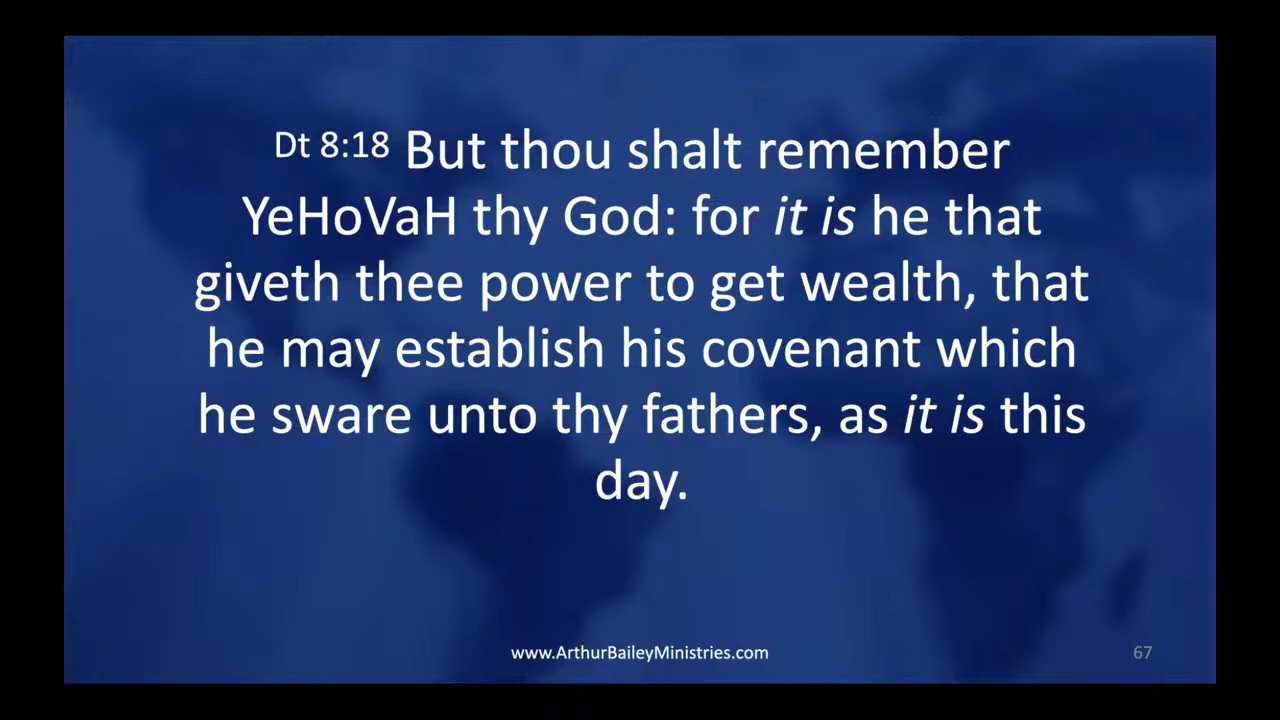 Dt 8:18 But thou shalt remember
YeHoVaH thy God: for it is he that
giveth thee power to get wealth, that
he may establish his covenant which
he sware unto thy fathers, as it is this
day.
www.ArthurBaileyMinistries.com
67